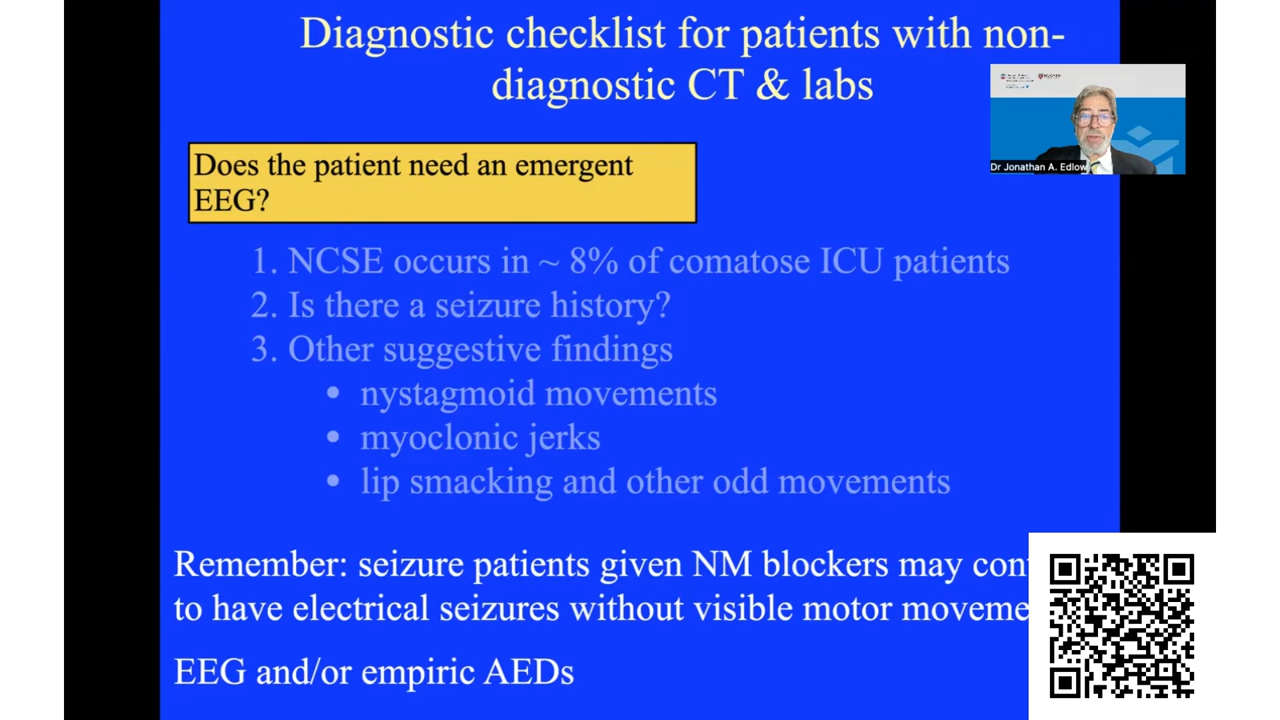 Diagnostic checklist for patients with non-
diagnostic CT & labs
Does the patient need an emergent
EEG?
Dr Jonathan A. Edlow
1. NCSE occurs in ~ 8% of comatose ICU patients
2. Is there a seizure history?
3. Other suggestive findings
• nystagmoid movements
• myoclonic jerks
• lip smacking and other odd movements
Remember: seizure patients given NM blockers may
to have electrical seizures without visible motor
EEG and/or empiric AEDs